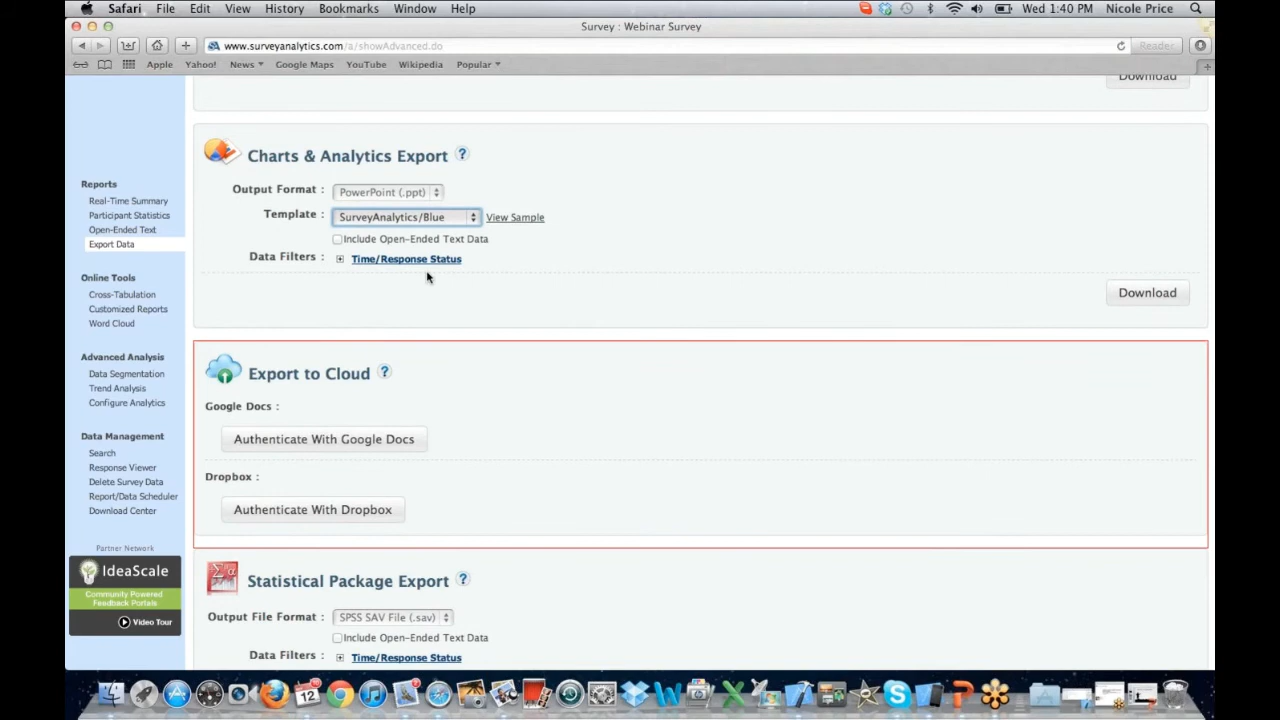 Safari File Edit View History Bookmarks Window Help Wed 1:40 PM Nicole Price
Survey : Webinar Survey
www.surveyanalytics.com/a/showAdvanced.do Reader
Apple Yahoo! News Google Maps YouTube Wikipedia Popular
Download
Charts & Analytics Export ?
Output Format : PowerPoint (.ppt)
Template : SurveyAnalytics/Blue View Sample
Include Open-Ended Text Data
Data Filters : Time/Response Status
Download
Reports
Real-Time Summary
Participant Statistics
Open-Ended Text
Export Data
Online Tools
Cross-Tabulation
Customized Reports
Word Cloud
Advanced Analysis
Data Segmentation
Trend Analysis
Configure Analytics
Data Management
Search
Response Viewer
Delete Survey Data
Report/Data Scheduler
Download Center
Partner Network
IdeaScale
Community Powered
Feedback Portals
Video Tour
Export to Cloud ?
Google Docs :
Authenticate With Google Docs
Dropbox :
Authenticate With Dropbox
Statistical Package Export ?
Output File Format : SPSS SAV File (.sav)
Include Open-Ended Text Data
Data Filters : Time/Response Status
12